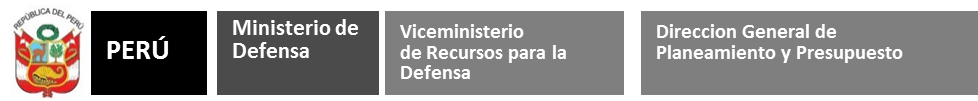 REPÚBLICA DEL PERÚ
PERÚ
Ministerio de
Defensa
Viceministerio
de Recursos para la
Defensa
Direccion General de
Planeamiento y Presupuesto